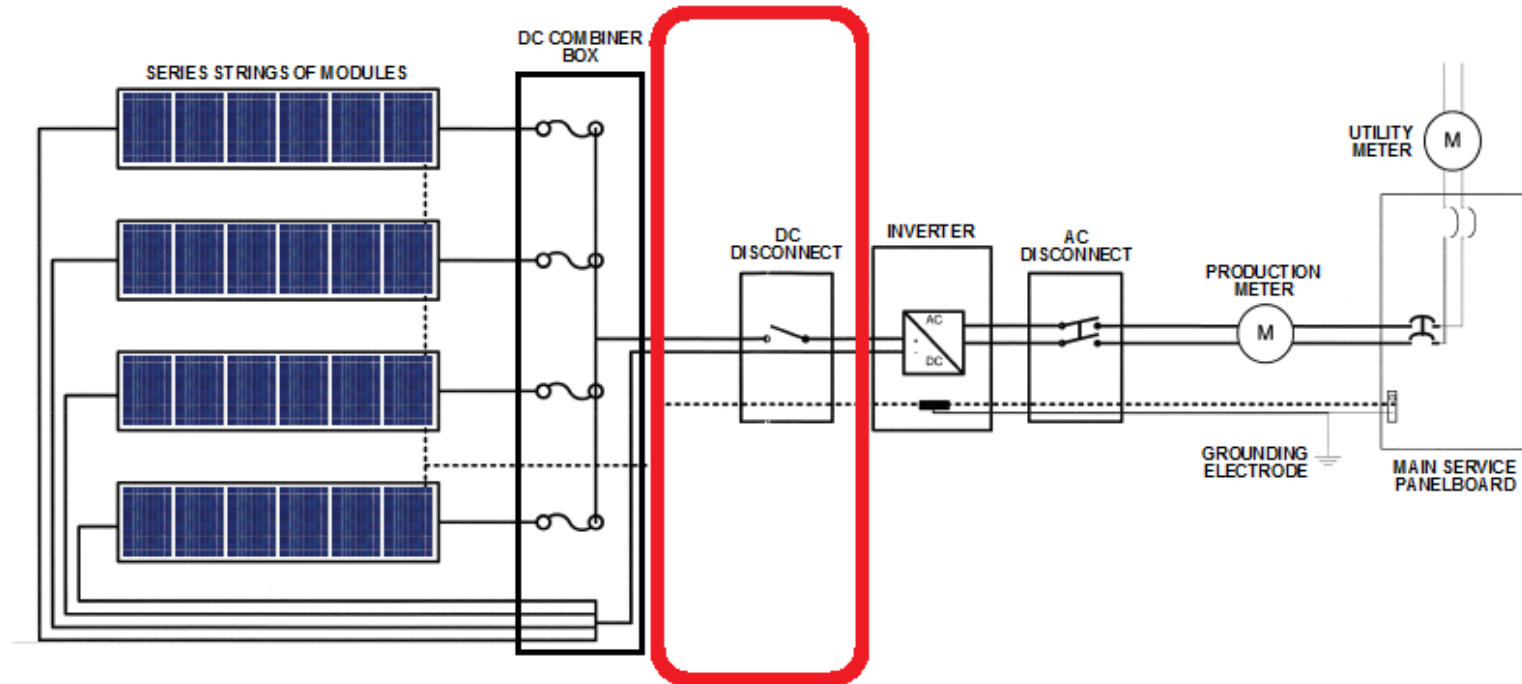 DC COMBINER
BOX
SERIES STRINGS OF MODULES
UTILITY
METER
M
DC
DISCONNECT
INVERTER
AC
DISCONNECT
PRODUCTION
METER
AC
+
-
DC
M
GROUNDING
ELECTRODE
MAIN SERVICE
PANELBOARD